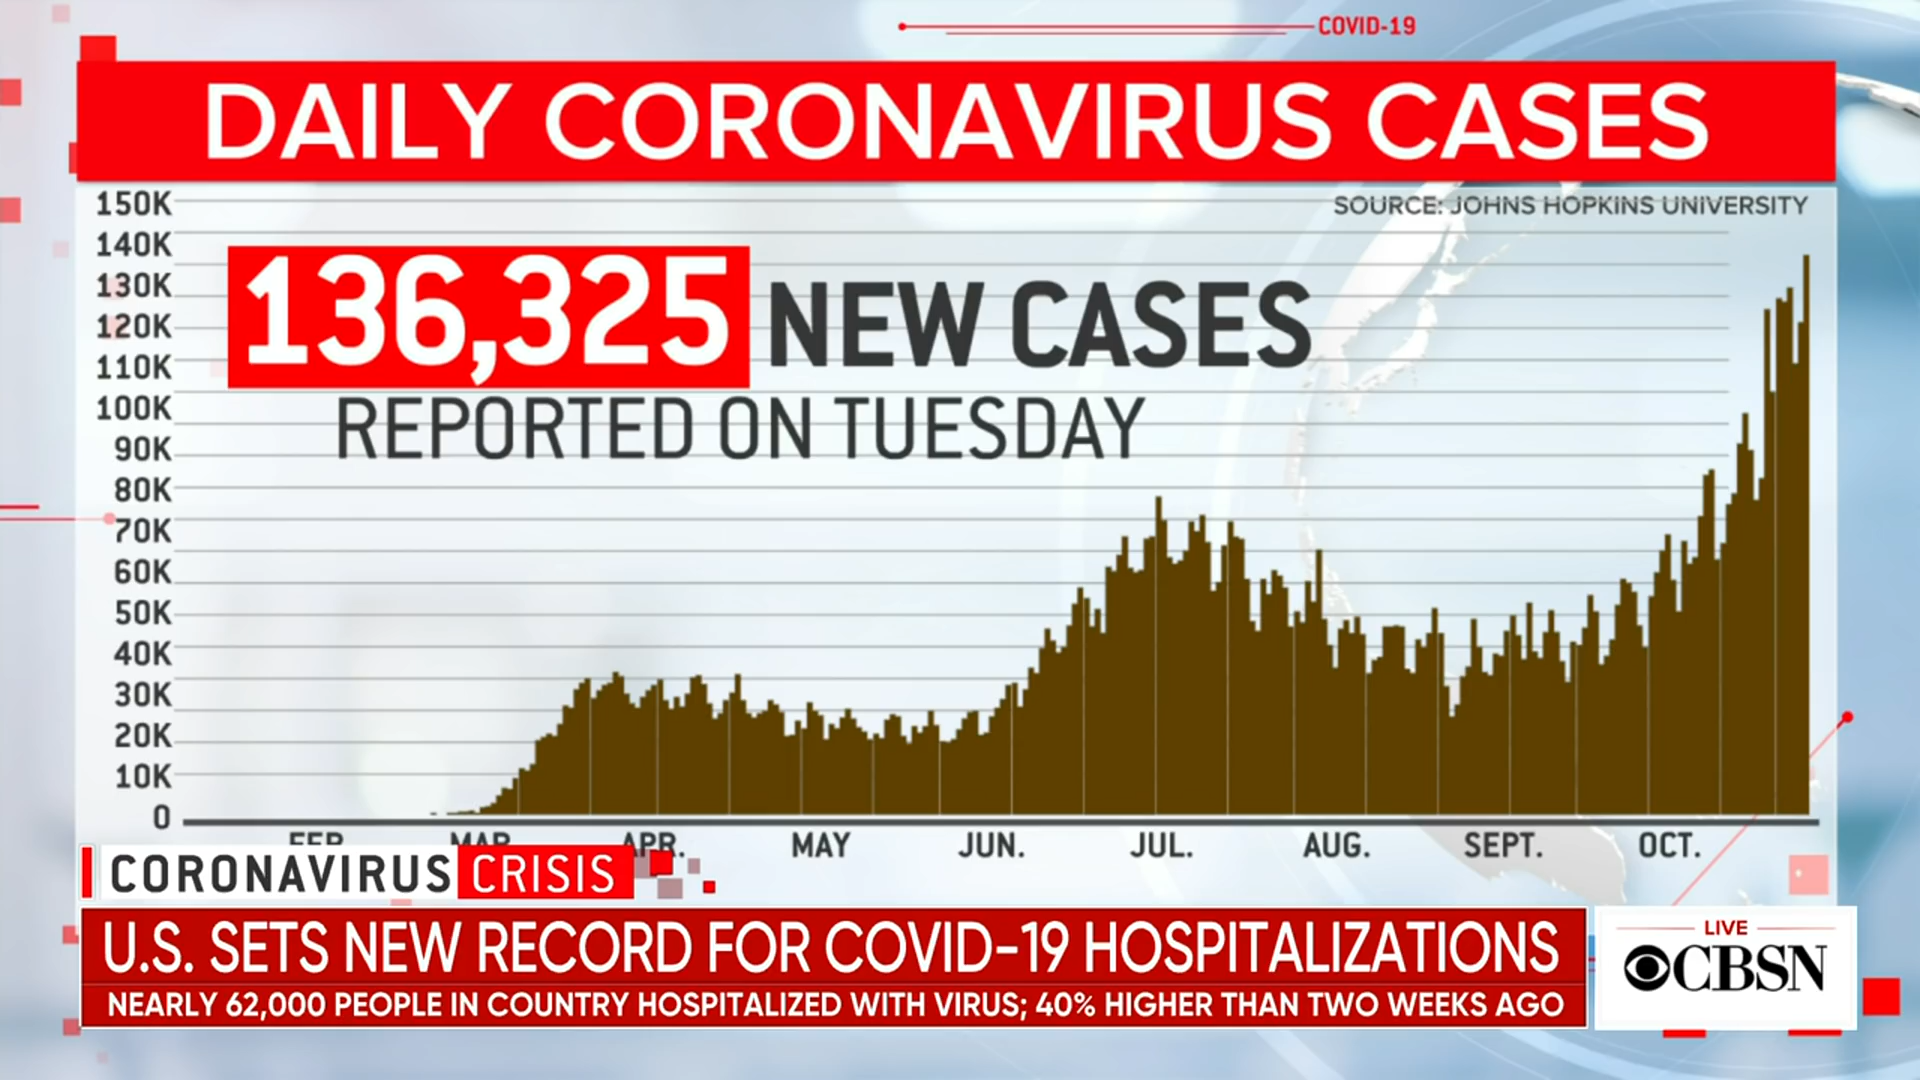 COVID-19
DAILY CORONAVIRUS CASES
SOURCE: JOHNS HOPKINS UNIVERSITY
150K
140K
130K
120K
110K
100K
90K
80K
70K
60K
50K
40K
30K
20K
10K
0
136,325 NEW CASES
REPORTED ON TUESDAY
FEB. MAR. APR. MAY JUN. JUL. AUG. SEPT. OCT.
CORONAVIRUS CRISIS
U.S. SETS NEW RECORD FOR COVID-19 HOSPITALIZATIONS
NEARLY 62,000 PEOPLE IN COUNTRY HOSPITALIZED WITH VIRUS; 40% HIGHER THAN TWO WEEKS AGO
LIVE
CBSN